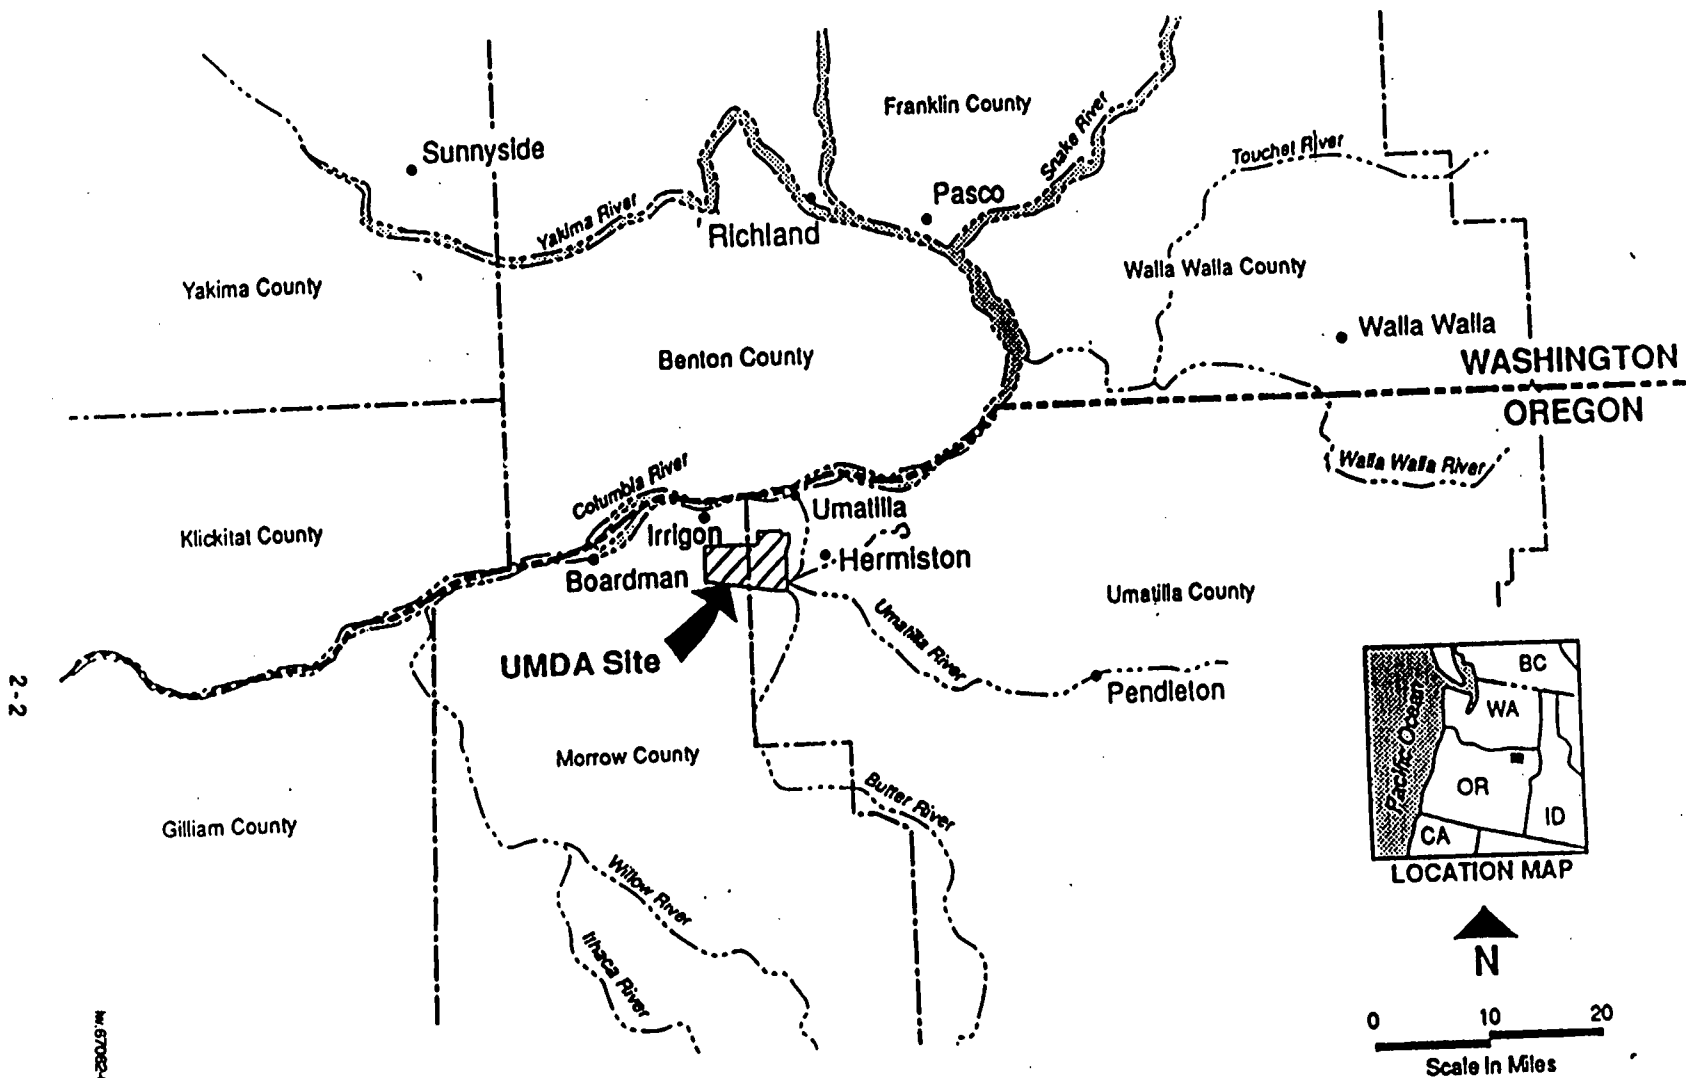 Franklin County
Snake River
Touchet River
Sunnyside
Pasco
Yakima River
Richland
Walla Walla County
Yakima County
Walla Walla
Benton County
WASHINGTON
OREGON
Columbia River
Walla Walla River
Umatilla
Irrigon
Klickitat County
Hermiston
Boardman
Umatilla County
Umatilla River
UMDA Site
Pendleton
2-2
Morrow County
Butter River
Gilliam County
Willow River
Ithaca River
BC
WA
Pacific Ocean
OR
ID
CA
LOCATION MAP
N
0 10 20
Scale In Miles